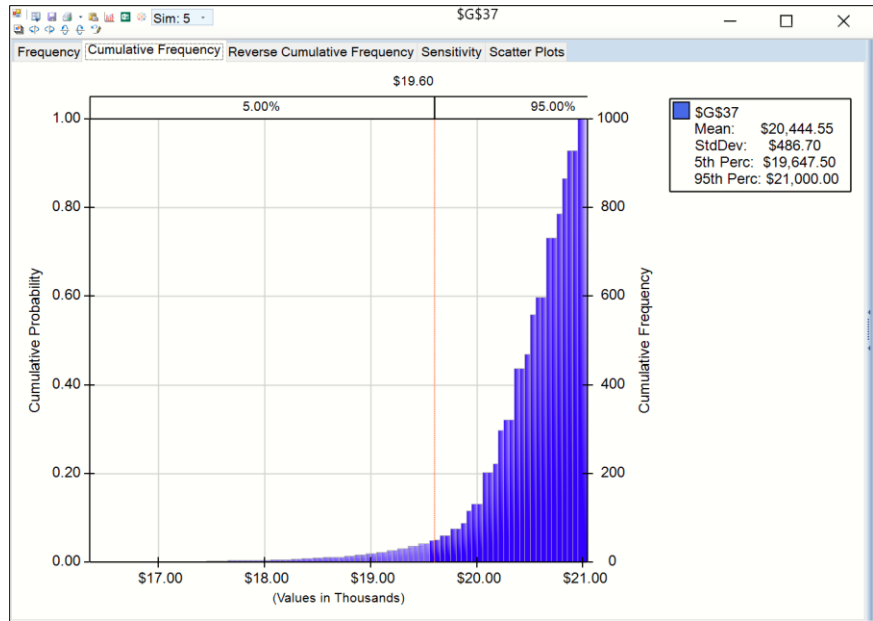 Sim: 5
$G$37
Frequency Cumulative Frequency Reverse Cumulative Frequency Sensitivity Scatter Plots
$19.60
5.00% 95.00%
$G$37
Mean: $20,444.55
StdDev: $486.70
5th Perc: $19,647.50
95th Perc: $21,000.00
Cumulative Probability
1.00
0.80
0.60
0.40
0.20
0.00
1000
800
600
400
200
0
Cumulative Frequency
$17.00 $18.00 $19.00 $20.00 $21.00
(Values in Thousands)